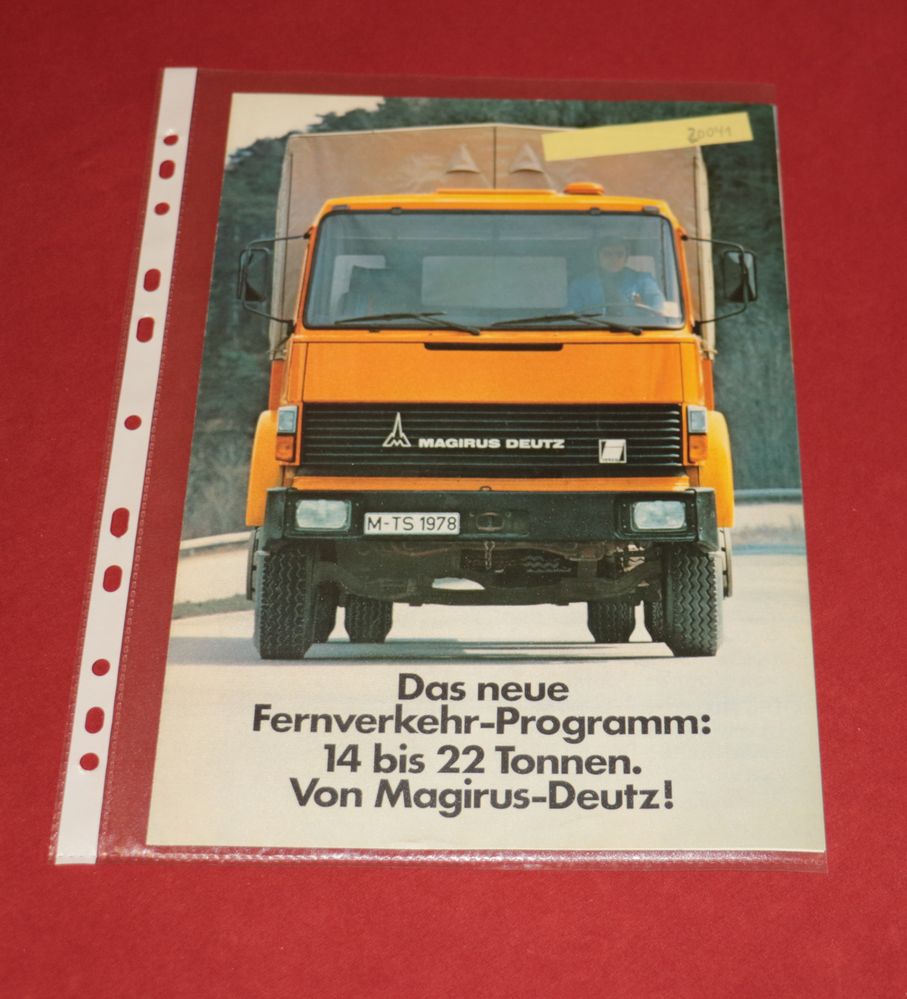 20041
MAGIRUS DEUTZ
M-TS 1978
Das neue
Fernverkehr-Programm:
14 bis 22 Tonnen.
Von Magirus-Deutz!